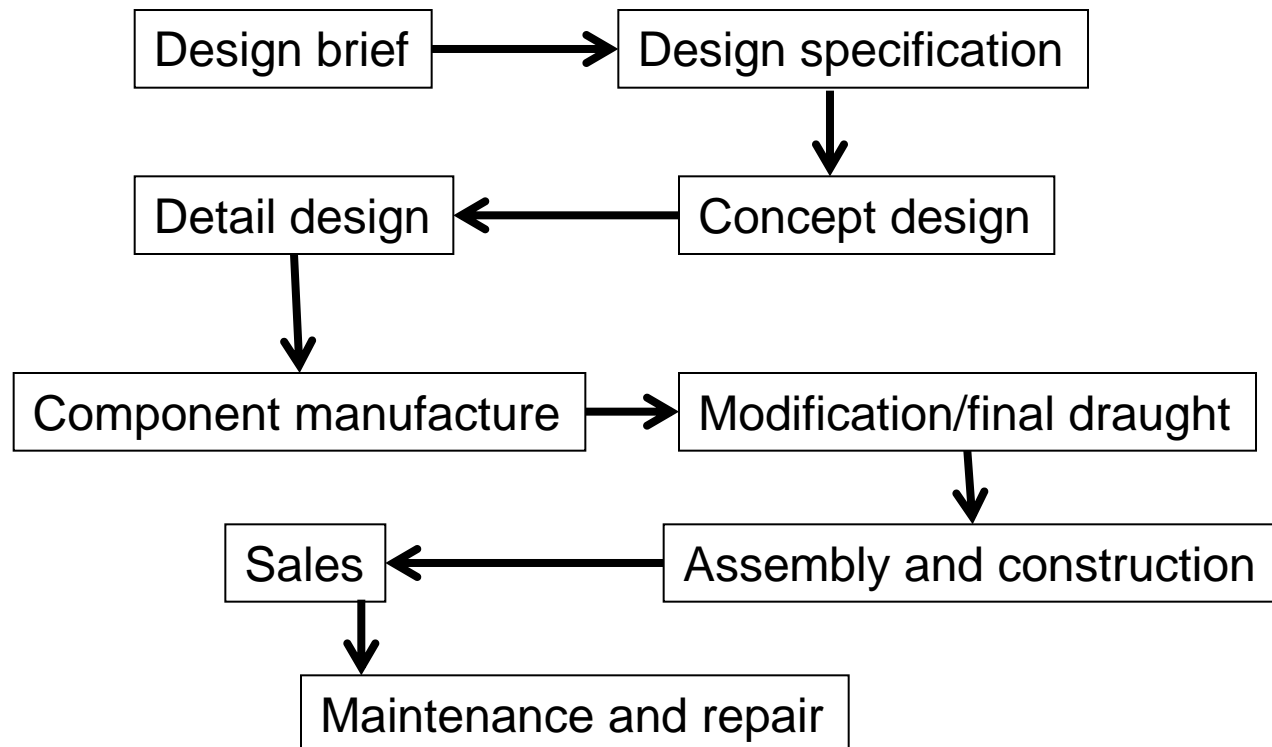 Design brief
Design specification
Concept design
Detail design
Component manufacture
Modification/final draught
Assembly and construction
Sales
Maintenance and repair